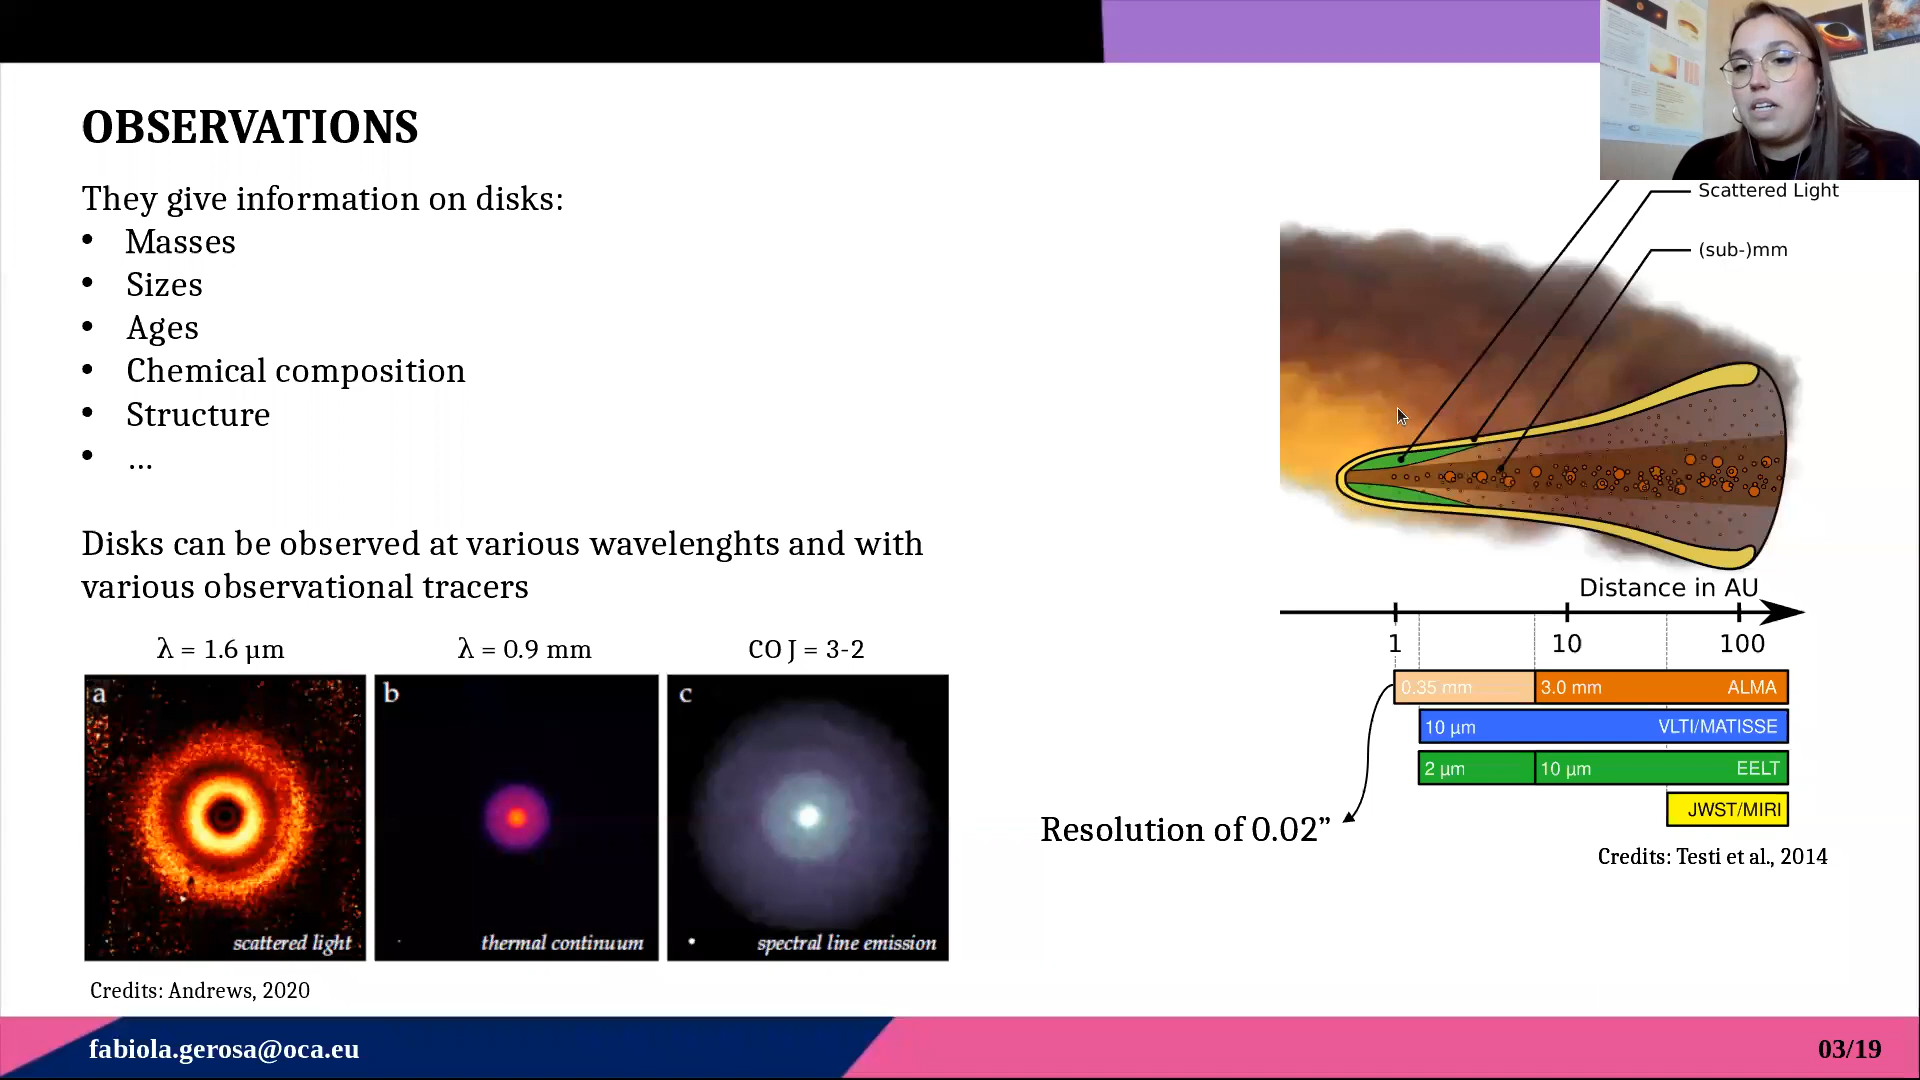 OBSERVATIONS
They give information on disks:
• Masses
• Sizes
• Ages
• Chemical composition
• Structure
• ...
Disks can be observed at various wavelenghts and with
various observational tracers
λ = 1.6 μm
λ = 0.9 mm
CO J = 3-2
a
b
c
scattered light
thermal continuum
spectral line emission
Credits: Andrews, 2020
Scattered Light
(sub-)mm
Distance in AU
1
10
100
0.35 mm
3.0 mm
ALMA
10 μm
VLTI/MATISSE
2 μm
10 μm
EELT
JWST/MIRI
Resolution of 0.02”
Credits: Testi et al., 2014
fabiola.gerosa@oca.eu
03/19